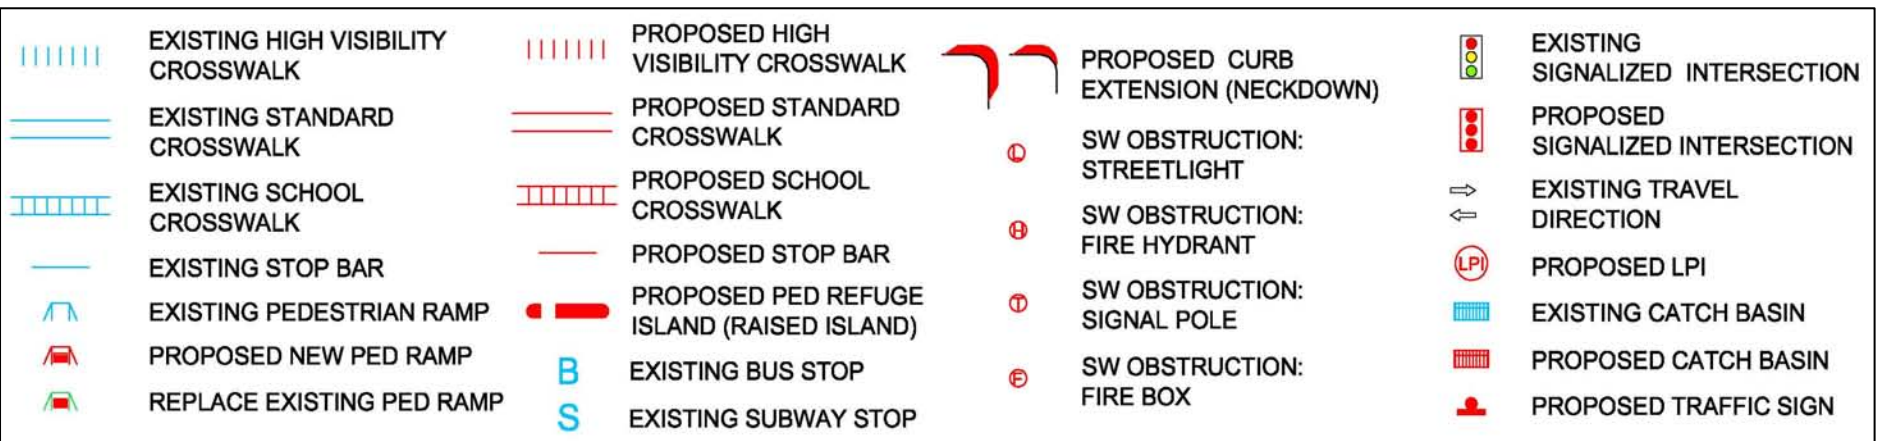 EXISTING HIGH VISIBILITY
CROSSWALK
EXISTING STANDARD
CROSSWALK
EXISTING SCHOOL
CROSSWALK
EXISTING STOP BAR
EXISTING PEDESTRIAN RAMP
PROPOSED NEW PED RAMP
REPLACE EXISTING PED RAMP
PROPOSED HIGH
VISIBILITY CROSSWALK
PROPOSED STANDARD
CROSSWALK
PROPOSED SCHOOL
CROSSWALK
PROPOSED STOP BAR
PROPOSED PED REFUGE
ISLAND (RAISED ISLAND)
B EXISTING BUS STOP
S EXISTING SUBWAY STOP
PROPOSED CURB
EXTENSION (NECKDOWN)
L SW OBSTRUCTION:
STREETLIGHT
H SW OBSTRUCTION:
FIRE HYDRANT
T SW OBSTRUCTION:
SIGNAL POLE
F SW OBSTRUCTION:
FIRE BOX
EXISTING
SIGNALIZED INTERSECTION
PROPOSED
SIGNALIZED INTERSECTION
EXISTING TRAVEL
DIRECTION
LPI PROPOSED LPI
EXISTING CATCH BASIN
PROPOSED CATCH BASIN
PROPOSED TRAFFIC SIGN